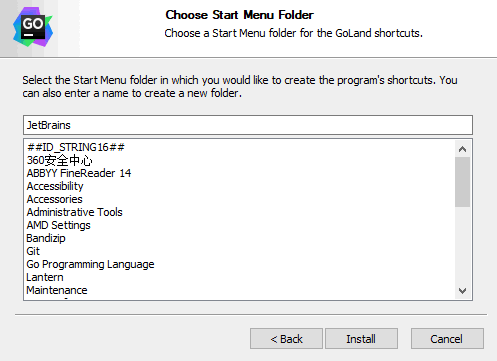 GO
Choose Start Menu Folder
Choose a Start Menu folder for the GoLand shortcuts.
Select the Start Menu folder in which you would like to create the program's shortcuts. You
can also enter a name to create a new folder.
JetBrains
##ID_STRING16##
360安全中心
ABBYY FineReader 14
Accessibility
Accessories
Administrative Tools
AMD Settings
Bandizip
Git
Go Programming Language
Lantern
Maintenance
< Back
Install
Cancel